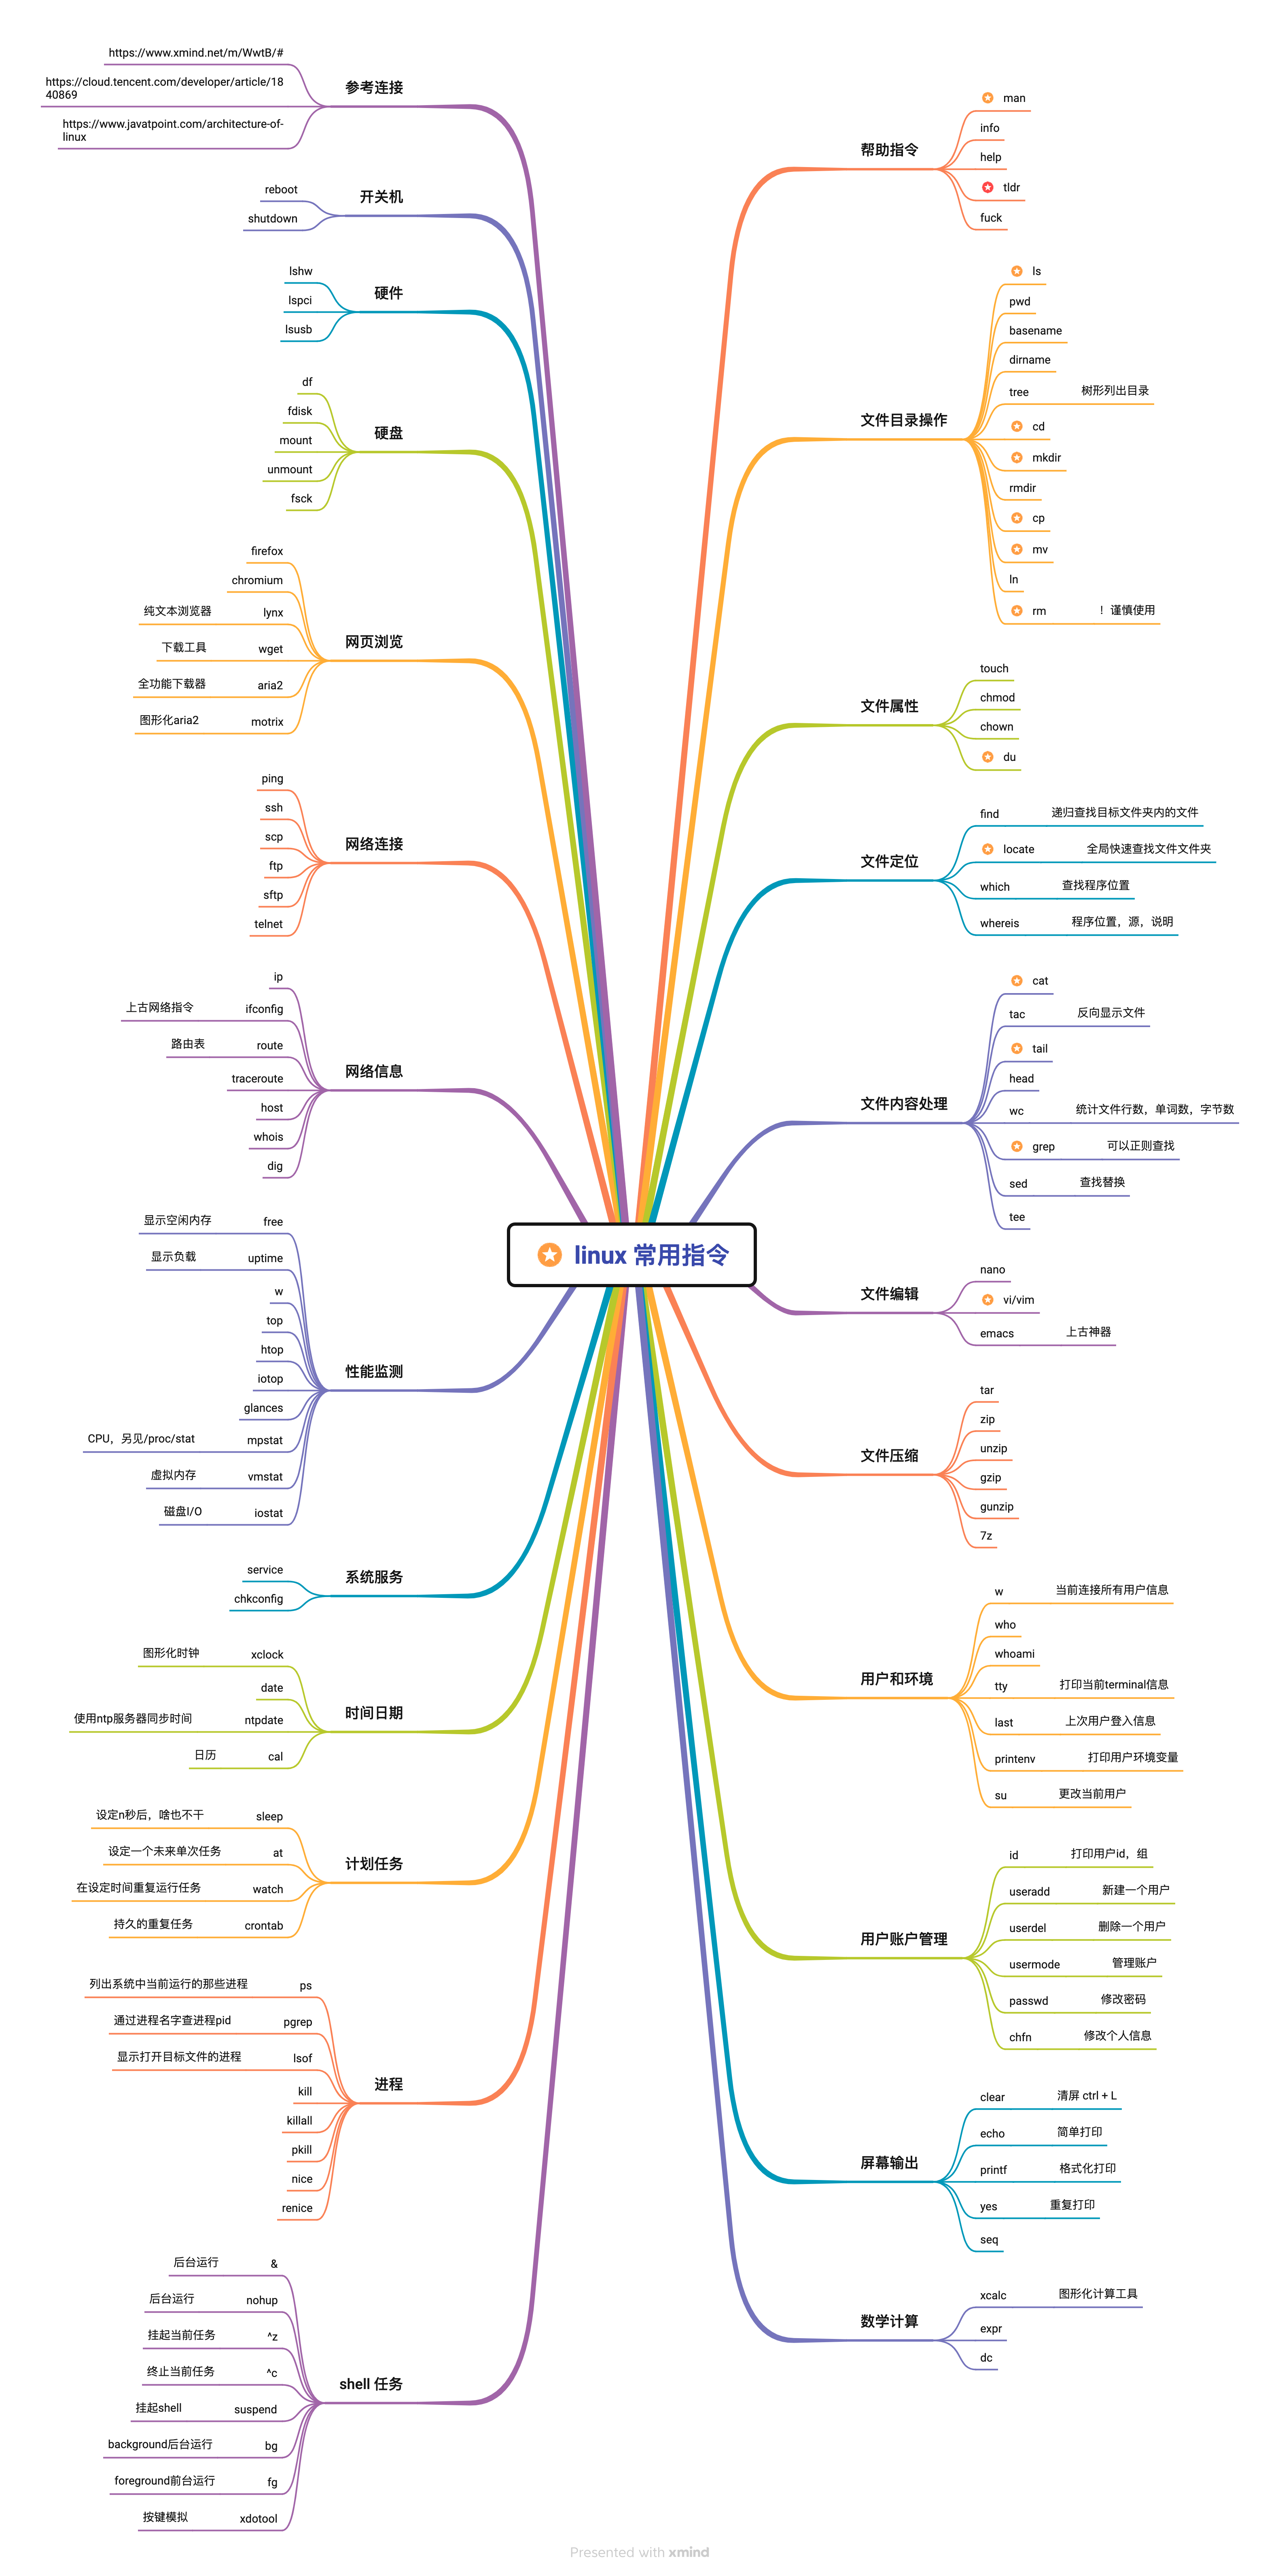 linux 常用指令
帮助指令
man
info
help
tldr
fuck
文件目录操作
ls
pwd
basename
dirname
tree 树形列出目录
cd
mkdir
rmdir
cp
mv
ln
rm ！谨慎使用
文件属性
touch
chmod
chown
du
文件定位
find 递归查找目标文件夹内的文件
locate 全局快速查找文件文件夹
which 查找程序位置
whereis 程序位置，源，说明
文件内容处理
cat
tac 反向显示文件
tail
head
wc 统计文件行数，单词数，字节数
grep 可以正则查找
sed 查找替换
tee
文件编辑
nano
vi/vim
emacs 上古神器
文件压缩
tar
zip
unzip
gzip
gunzip
7z
用户和环境
w 当前连接所有用户信息
who
whoami
tty 打印当前terminal信息
last 上次用户登入信息
printenv 打印用户环境变量
su 更改当前用户
用户账户管理
id 打印用户id，组
useradd 新建一个用户
userdel 删除一个用户
usermode 管理账户
passwd 修改密码
chfn 修改个人信息
屏幕输出
clear 清屏 ctrl + L
echo 简单打印
printf 格式化打印
yes 重复打印
seq
数学计算
xcalc 图形化计算工具
expr
dc
参考连接
https://www.xmind.net/m/WwtB/#
https://cloud.tencent.com/developer/article/18
40869
https://www.javatpoint.com/architecture-of-
linux
开关机
reboot
shutdown
硬件
lshw
lspci
lsusb
硬盘
df
fdisk
mount
unmount
fsck
网页浏览
firefox
chromium
纯文本浏览器 lynx
下载工具 wget
全功能下载器 aria2
图形化aria2 motrix
网络连接
ping
ssh
scp
ftp
sftp
telnet
网络信息
ip
上古网络指令 ifconfig
路由表 route
traceroute
host
whois
dig
性能监测
显示空闲内存 free
显示负载 uptime
w
top
htop
iotop
glances
CPU，另见/proc/stat mpstat
虚拟内存 vmstat
磁盘I/O iostat
系统服务
service
chkconfig
时间日期
图形化时钟 xclock
date
使用ntp服务器同步时间 ntpdate
日历 cal
计划任务
设定n秒后，啥也不干 sleep
设定一个未来单次任务 at
在设定时间重复运行任务 watch
持久的重复任务 crontab
进程
列出系统中当前运行的那些进程 ps
通过进程名字查进程pid pgrep
显示打开目标文件的进程 lsof
kill
killall
pkill
nice
renice
shell 任务
后台运行 &
后台运行 nohup
挂起当前任务 ^z
终止当前任务 ^c
挂起shell suspend
background后台运行 bg
foreground前台运行 fg
按键模拟 xdotool
Presented with xmind